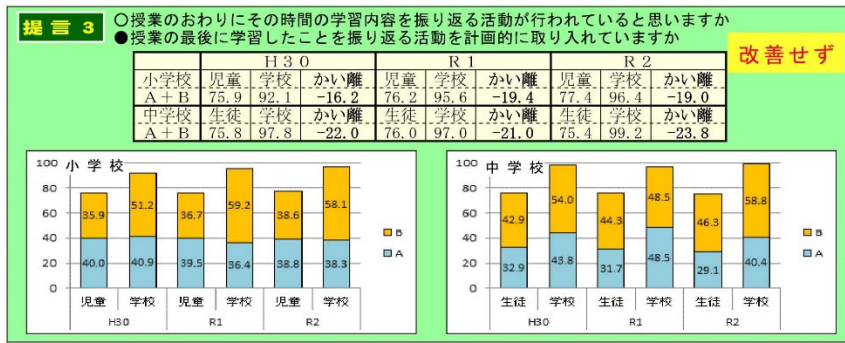 提言 3
○授業のおわりにその時間の学習内容を振り返る活動が行われていると思いますか
●授業の最後に学習したことを振り返る活動を計画的に取り入れていますか
改善せず
H30 R1 R2
小学校 児童 学校 かい離 児童 学校 かい離 児童 学校 かい離
A+B 75.9 92.1 -16.2 76.2 95.6 -19.4 77.4 96.4 -19.0
中学校 生徒 学校 かい離 生徒 学校 かい離 生徒 学校 かい離
A+B 75.8 97.8 -22.0 76.0 97.0 -21.0 75.4 99.2 -23.8
小学校
100
80
60
40
20
0
35.9 51.2 36.7 59.2 38.6 58.1
40.0 40.9 39.5 36.4 38.8 38.3
児童 学校 児童 学校 児童 学校
H30 R1 R2
B
A
中学校
100
80
60
40
20
0
42.9 54.0 44.3 48.5 46.3 58.8
32.9 43.8 31.7 48.5 29.1 40.4
生徒 学校 生徒 学校 生徒 学校
H30 R1 R2
B
A